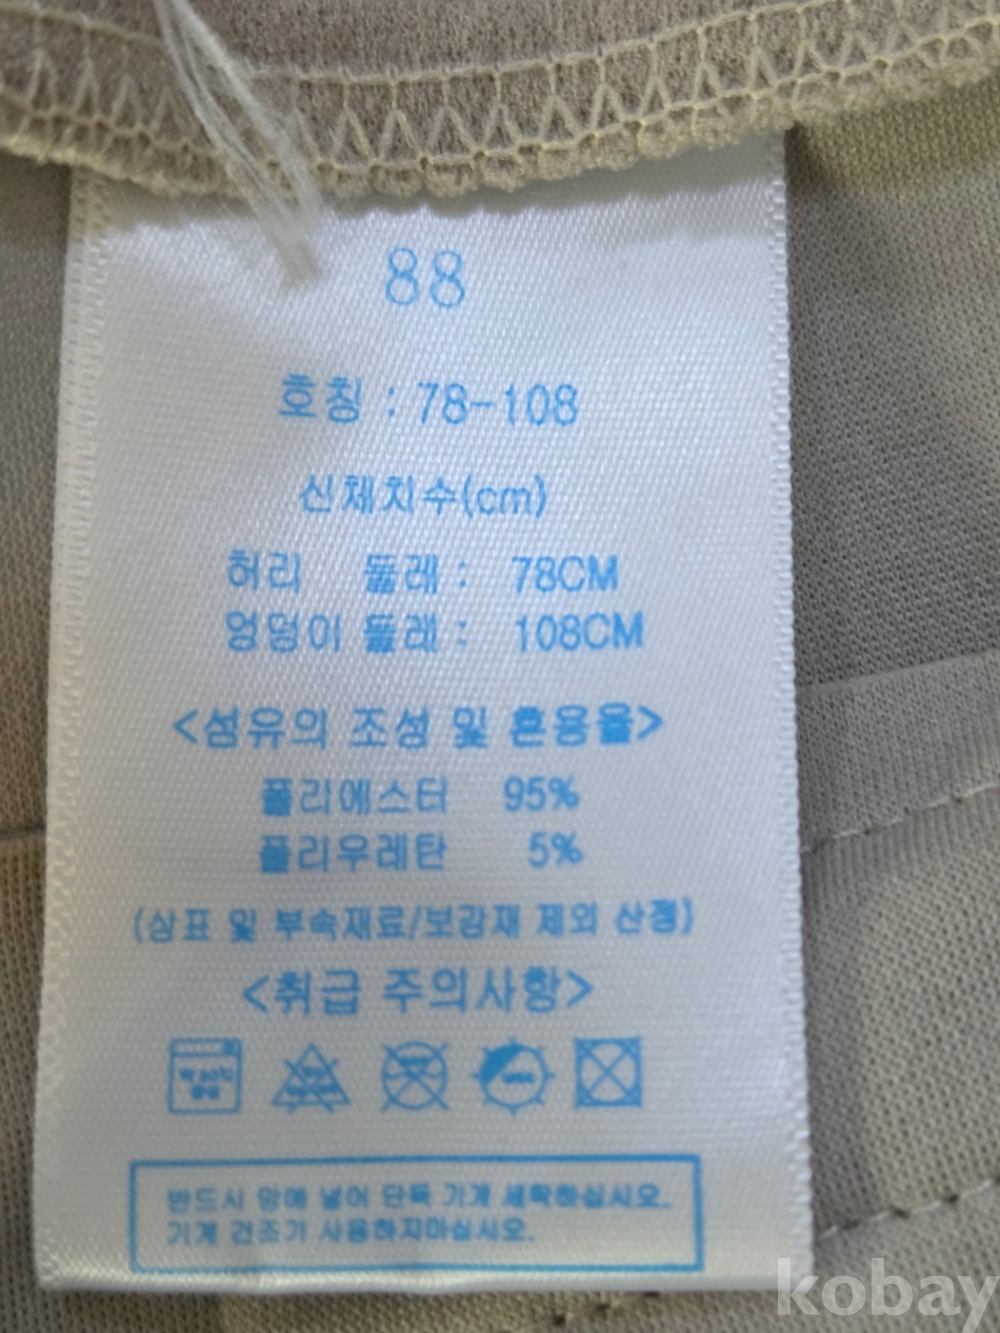 88
호칭 : 78-108
신체치수(cm)
허리 둘레 : 78CM
엉덩이 둘레 : 108CM
<섬유의 조성 및 혼용율>
폴리에스터 95%
폴리우레탄 5%
(상표 및 부속재료/보강재 제외 산정)
<취급 주의사항>
반드시 망에 넣어 단독 기계 세탁하십시오.
기계 건조기 사용하지마십시오.
kobay